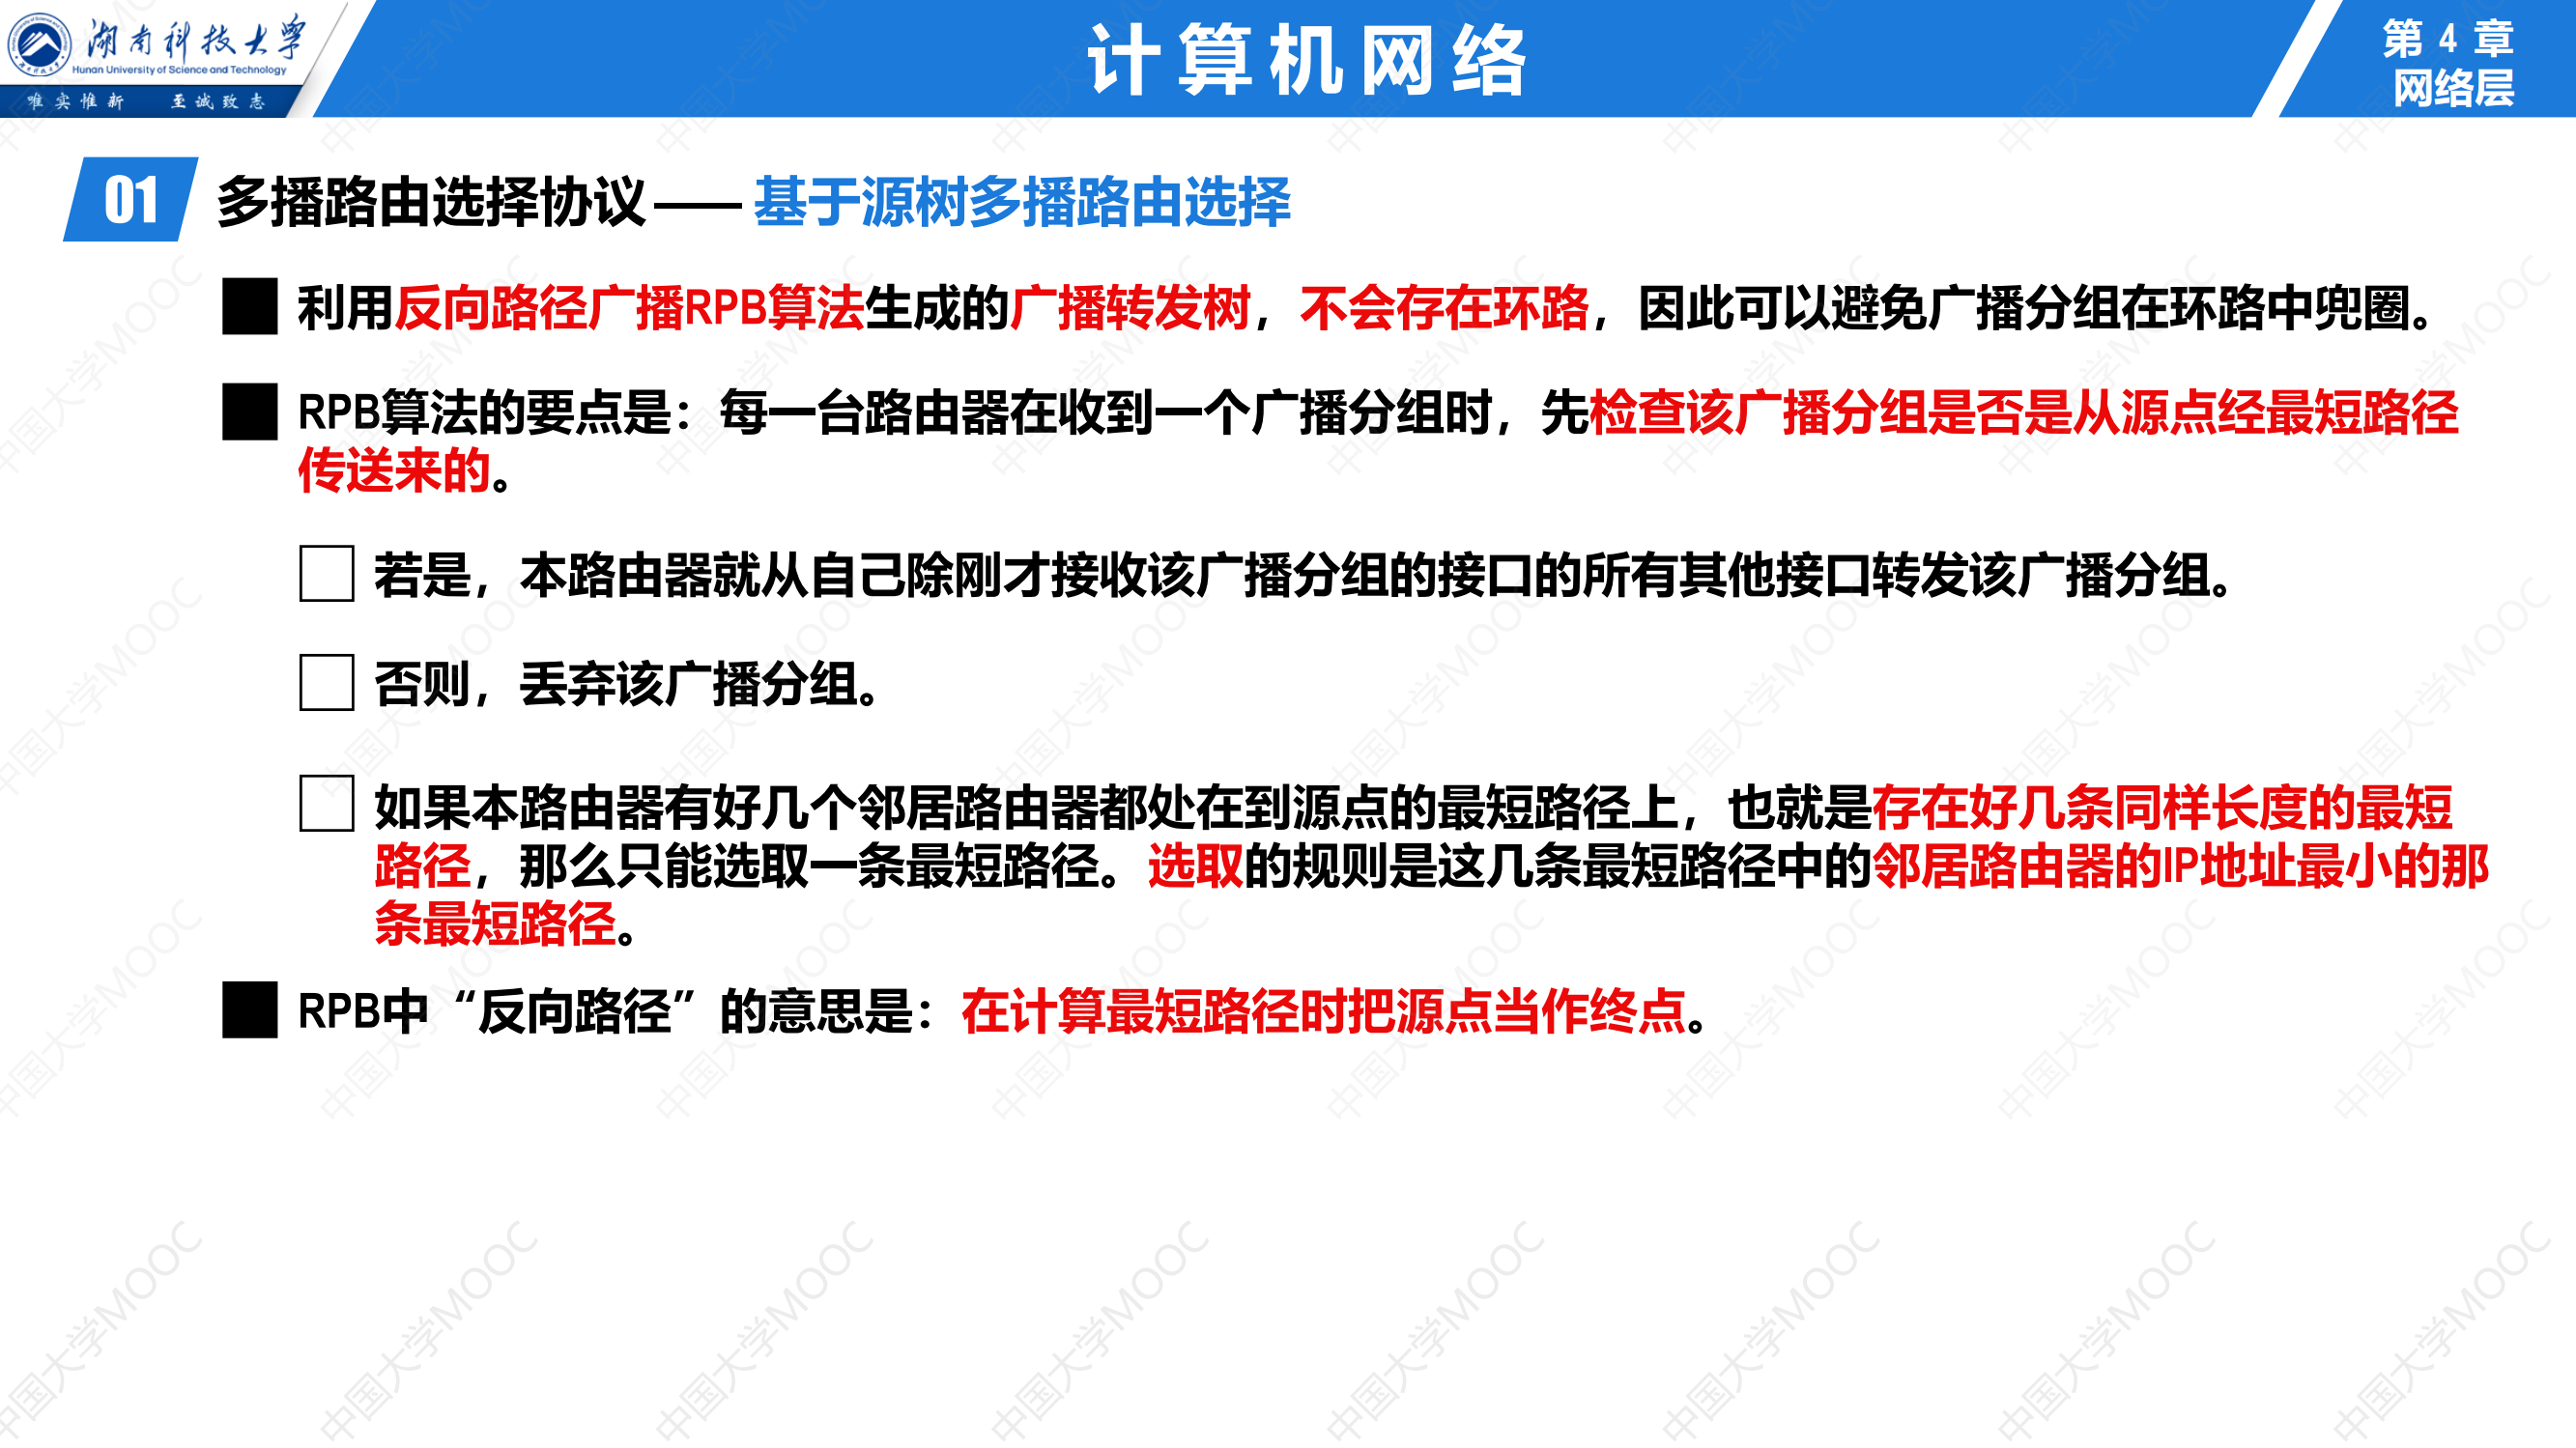 湖南科技大学
Hunan University of Science and Technology
唯实惟新 至诚致志
计算机网络
第 4 章
网络层
01 多播路由选择协议 —— 基于源树多播路由选择
利用反向路径广播RPB算法生成的广播转发树，不会存在环路，因此可以避免广播分组在环路中兜圈。
RPB算法的要点是：每一台路由器在收到一个广播分组时，先检查该广播分组是否是从源点经最短路径
传送来的。
若是，本路由器就从自己除刚才接收该广播分组的接口的所有其他接口转发该广播分组。
否则，丢弃该广播分组。
如果本路由器有好几个邻居路由器都处在到源点的最短路径上，也就是存在好几条同样长度的最短
路径，那么只能选取一条最短路径。选取的规则是这几条最短路径中的邻居路由器的IP地址最小的那
条最短路径。
RPB中“反向路径”的意思是：在计算最短路径时把源点当作终点。
中国大学MOOC